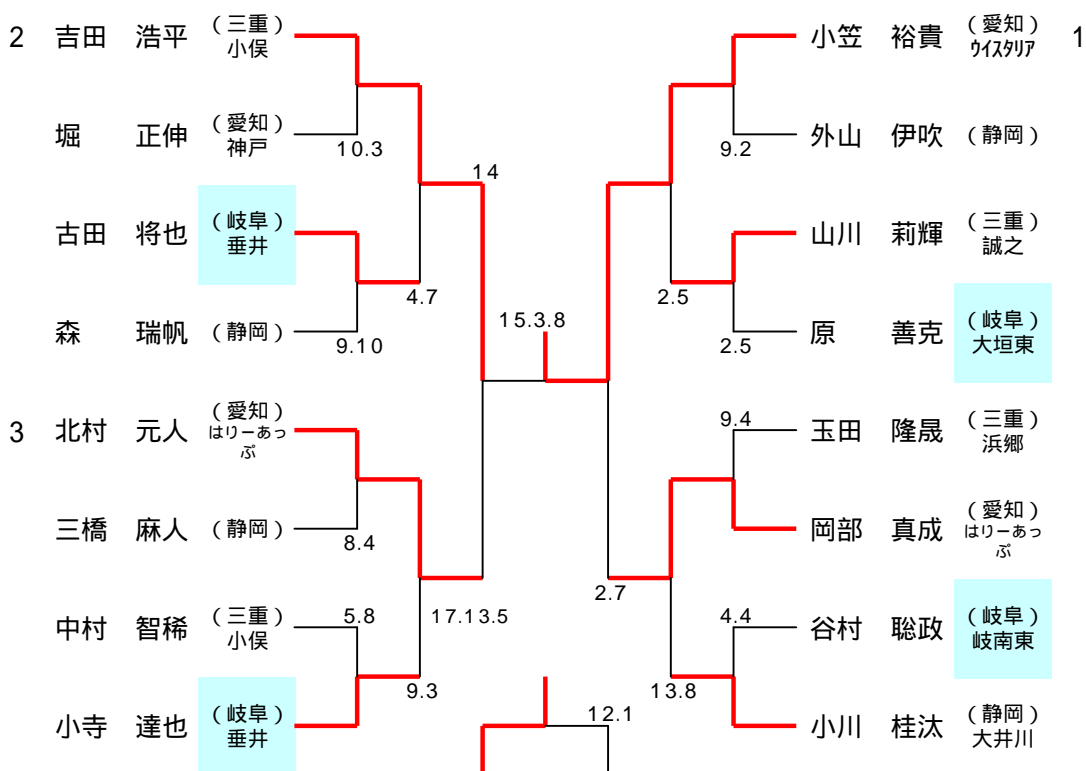 2 吉田 浩平 (三重) 小俣
堀 正伸 (愛知) 神戸
10.3
14
古田 将也 (岐阜) 垂井
4.7
森 瑞帆 (静岡)
9.10
15.3.8
3 北村 元人 (愛知) はりーあっぷ
三橋 麻人 (静岡)
8.4
17.13.5
中村 智稀 (三重) 小俣
5.8
9.3
小寺 達也 (岐阜) 垂井
12.1
小笠 裕貴 (愛知) ウイスタリア 1
外山 伊吹 (静岡)
9.2
山川 莉輝 (三重) 誠之
2.5
原 善克 (岐阜) 大垣東
2.5
9.4
玉田 隆晟 (三重) 浜郷
岡部 真成 (愛知) はりーあっぷ
2.7
4.4
谷村 聡政 (岐阜) 岐南東
13.8
小川 桂汰 (静岡) 大井川